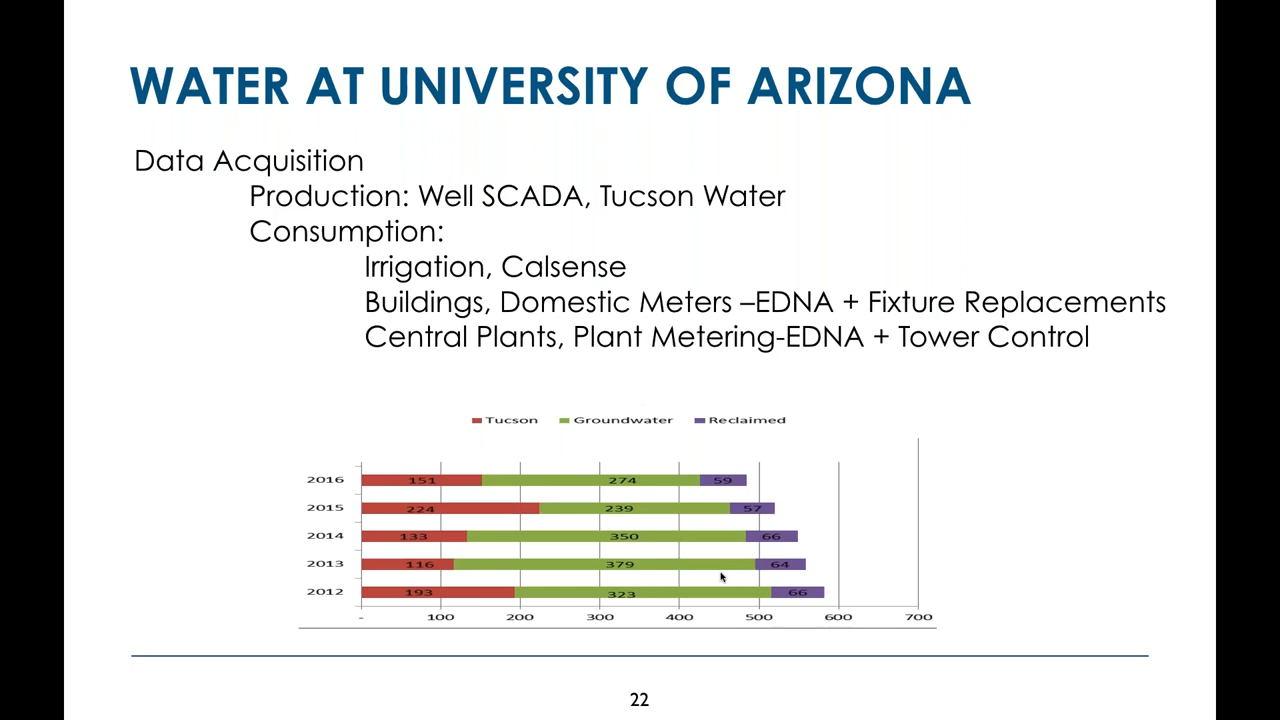 WATER AT UNIVERSITY OF ARIZONA
Data Acquisition
Production: Well SCADA, Tucson Water
Consumption:
Irrigation, Calsense
Buildings, Domestic Meters –EDNA + Fixture Replacements
Central Plants, Plant Metering-EDNA + Tower Control
Tucson Groundwater Reclaimed
2016 151 274 59
2015 224 239 57
2014 133 350 66
2013 116 379 64
2012 193 323 66
- 100 200 300 400 500 600 700
22